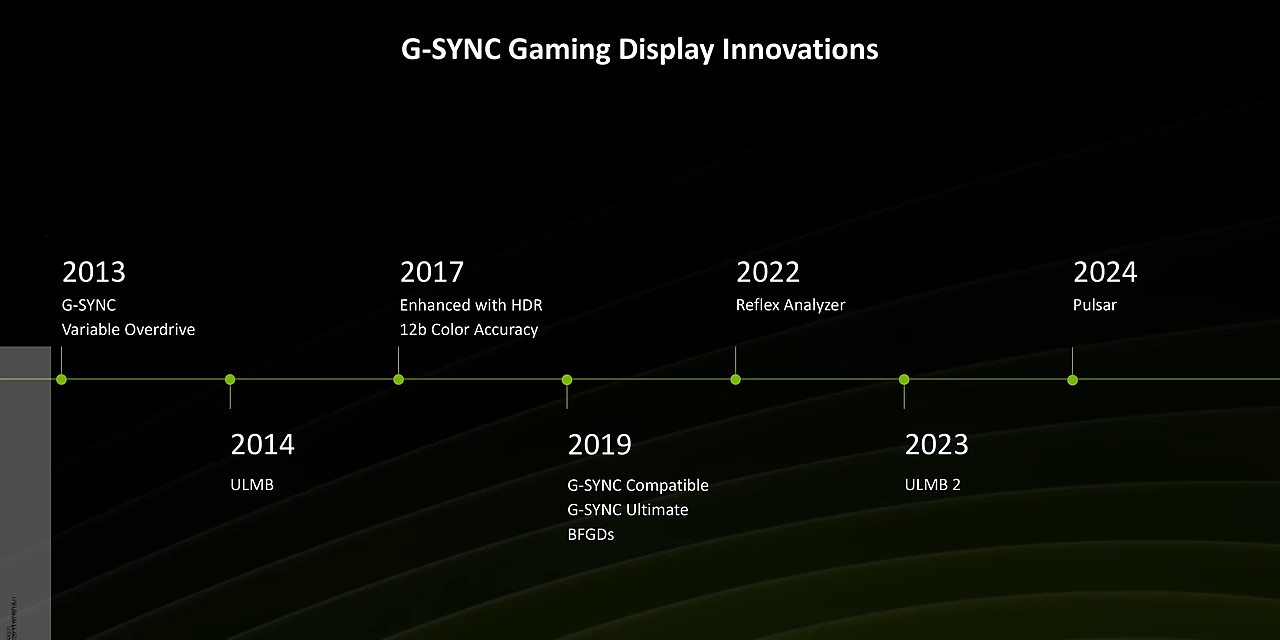 G-SYNC Gaming Display Innovations
2013
G-SYNC
Variable Overdrive
2014
ULMB
2017
Enhanced with HDR
12b Color Accuracy
2019
G-SYNC Compatible
G-SYNC Ultimate
BFGDs
2022
Reflex Analyzer
2023
ULMB 2
2024
Pulsar